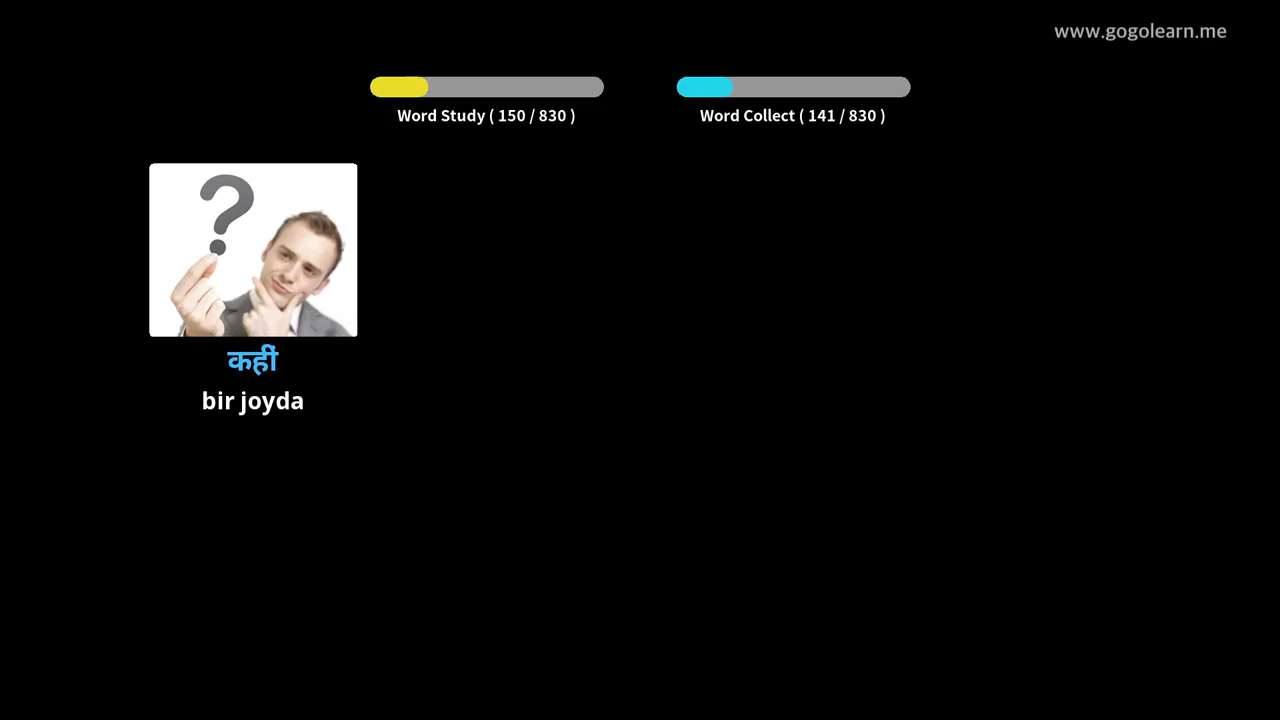 www.gogolearn.me
Word Study ( 150 / 830 )
Word Collect ( 141 / 830 )
?
कहीं
bir joyda